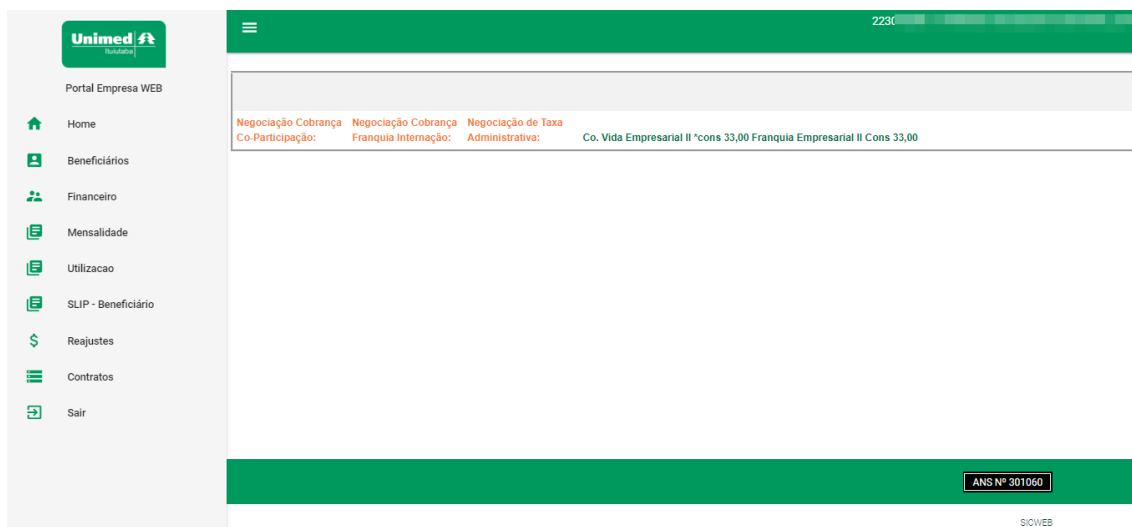 Unimed
Ituiutaba
2230
Portal Empresa WEB
Home
Beneficiários
Financeiro
Mensalidade
Utilizacao
SLIP - Beneficiário
Reajustes
Contratos
Sair
Negociação Cobrança Co-Participação:
Negociação Cobrança Franquia Internação:
Negociação de Taxa Administrativa:
Co. Vida Empresarial II *cons 33,00 Franquia Empresarial II Cons 33,00
ANS Nº 301060
SICWEB